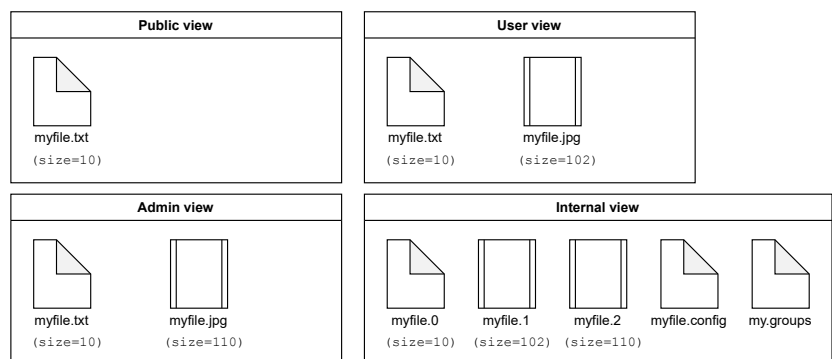 Public view
myfile.txt
(size=10)
User view
myfile.txt myfile.jpg
(size=10) (size=102)
Admin view
myfile.txt myfile.jpg
(size=10) (size=110)
Internal view
myfile.0 myfile.1 myfile.2 myfile.config my.groups
(size=10) (size=102) (size=110)